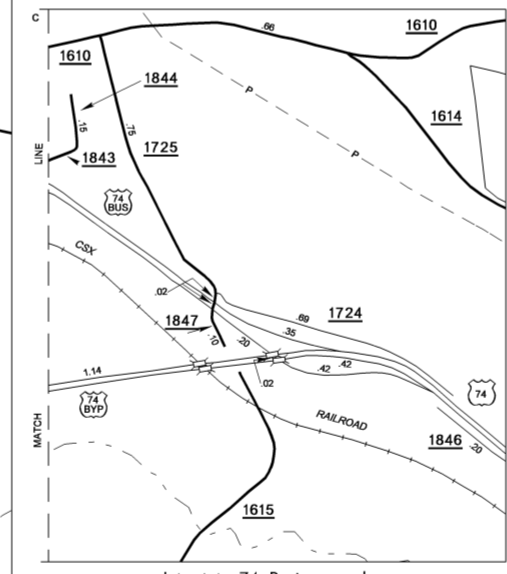 C
.66
1610
1610
1844
.15
.75
1614
P
1725
P
1843
LINE
74
BUS
CSX
.02
.69
1724
1847
.35
.10
.20
1.14
.42
.42
.02
74
BYP
74
RAILROAD
MATCH
1846
.20
1615